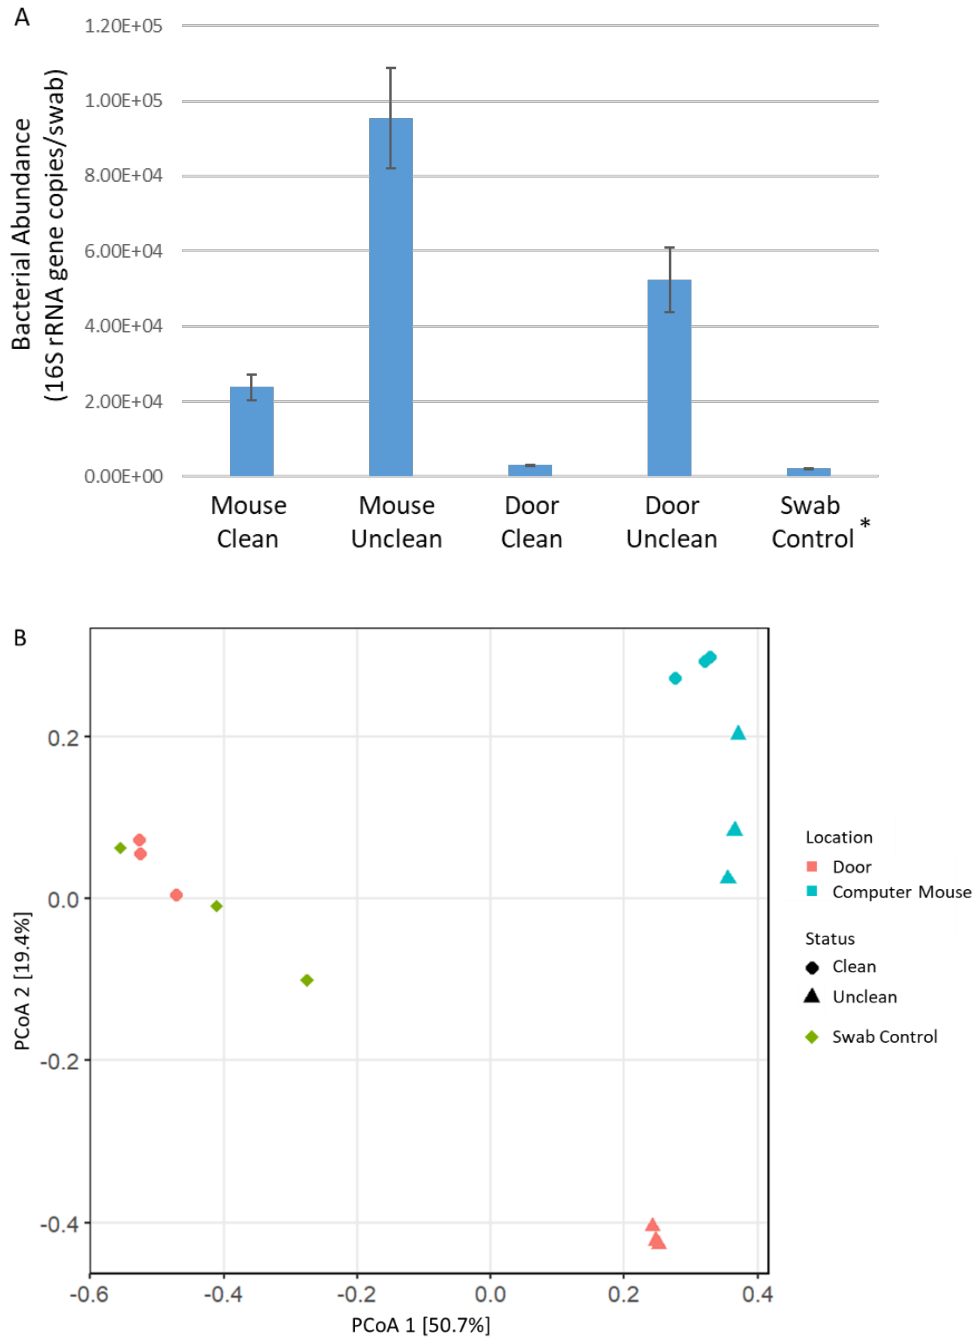 A
1.20E+05
1.00E+05
8.00E+04
6.00E+04
4.00E+04
2.00E+04
0.00E+00
Bacterial Abundance
(16S rRNA gene copies/swab)
Mouse Clean
Mouse Unclean
Door Clean
Door Unclean
Swab Control *
B
0.2
0.0
-0.2
-0.4
PCoA 2 [19.4%]
-0.6 -0.4 -0.2 0.0 0.2 0.4
PCoA 1 [50.7%]
Location
Door
Computer Mouse
Status
Clean
Unclean
Swab Control